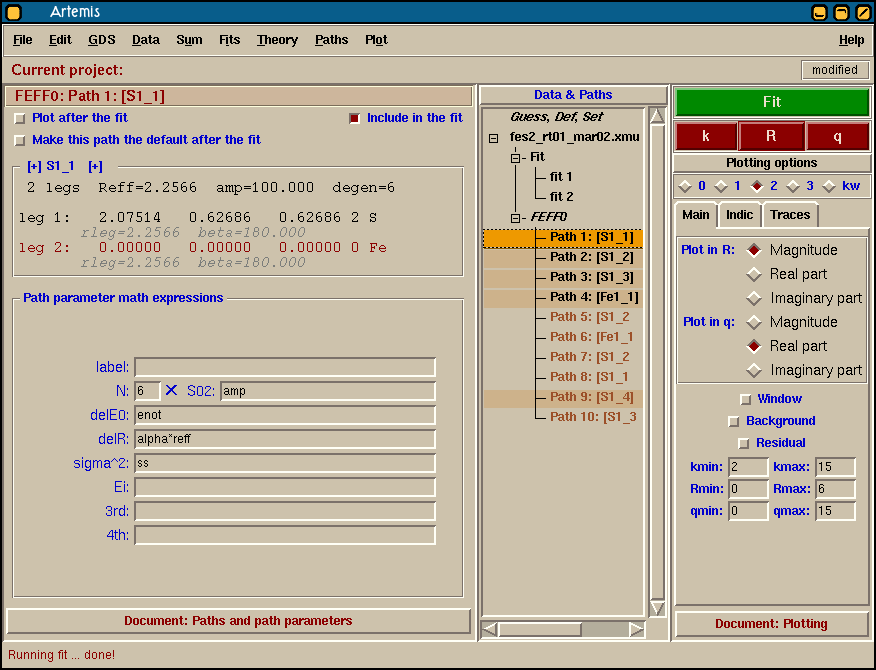 Artemis
File Edit GDS Data Sum Fits Theory Paths Plot Help
Current project: modified
FEFF0: Path 1: [S1_1]
Plot after the fit Include in the fit
Make this path the default after the fit
[+] S1_1 [+]
2 legs Reff=2.2566 amp=100.000 degen=6
leg 1: 2.07514 0.62686 0.62686 2 S
rleg=2.2566 beta=180.000
leg 2: 0.00000 0.00000 0.00000 0 Fe
rleg=2.2566 beta=180.000
Path parameter math expressions
label:
N: 6 × S02: amp
delE0: enot
delR: alpha*reff
sigma^2: ss
Ei:
3rd:
4th:
Document: Paths and path parameters
Data & Paths
Guess, Def, Set
fes2_rt01_mar02.xmu
Fit
fit 1
fit 2
FEFF0
Path 1: [S1_1]
Path 2: [S1_2]
Path 3: [S1_3]
Path 4: [Fe1_1]
Path 5: [S1_2
Path 6: [Fe1_1
Path 7: [S1_2
Path 8: [S1_1
Path 9: [S1_4]
Path 10: [S1_3
Fit
k R q
Plotting options
0 1 2 3 kw
Main Indic Traces
Plot in R: Magnitude
Real part
Imaginary part
Plot in q: Magnitude
Real part
Imaginary part
Window
Background
Residual
kmin: 2 kmax: 15
Rmin: 0 Rmax: 6
qmin: 0 qmax: 15
Document: Plotting
Running fit ... done!